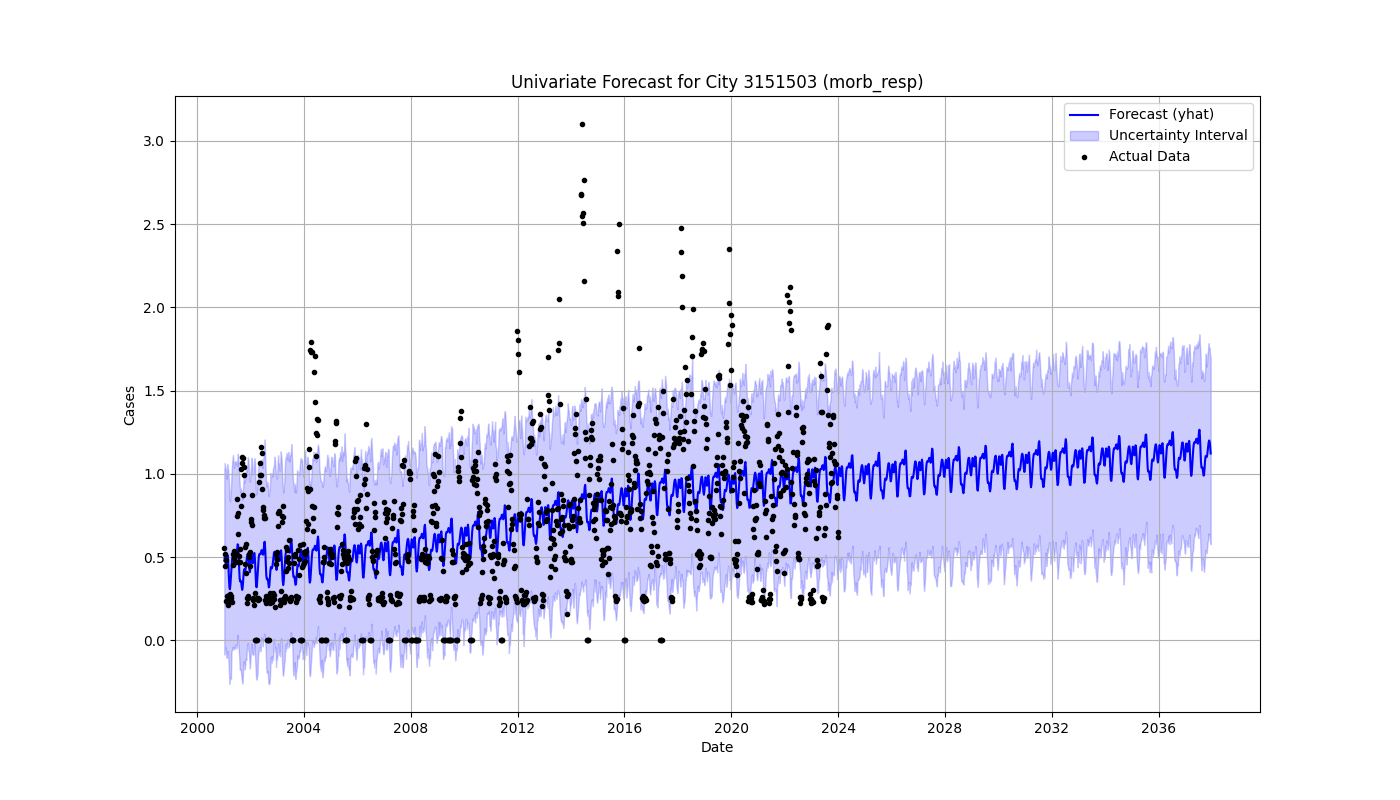 Univariate Forecast for City 3151503 (morb_resp)
Forecast (yhat)
Uncertainty Interval
Actual Data
3.0
2.5
2.0
1.5
1.0
0.5
0.0
Cases
2000 2004 2008 2012 2016 2020 2024 2028 2032 2036
Date